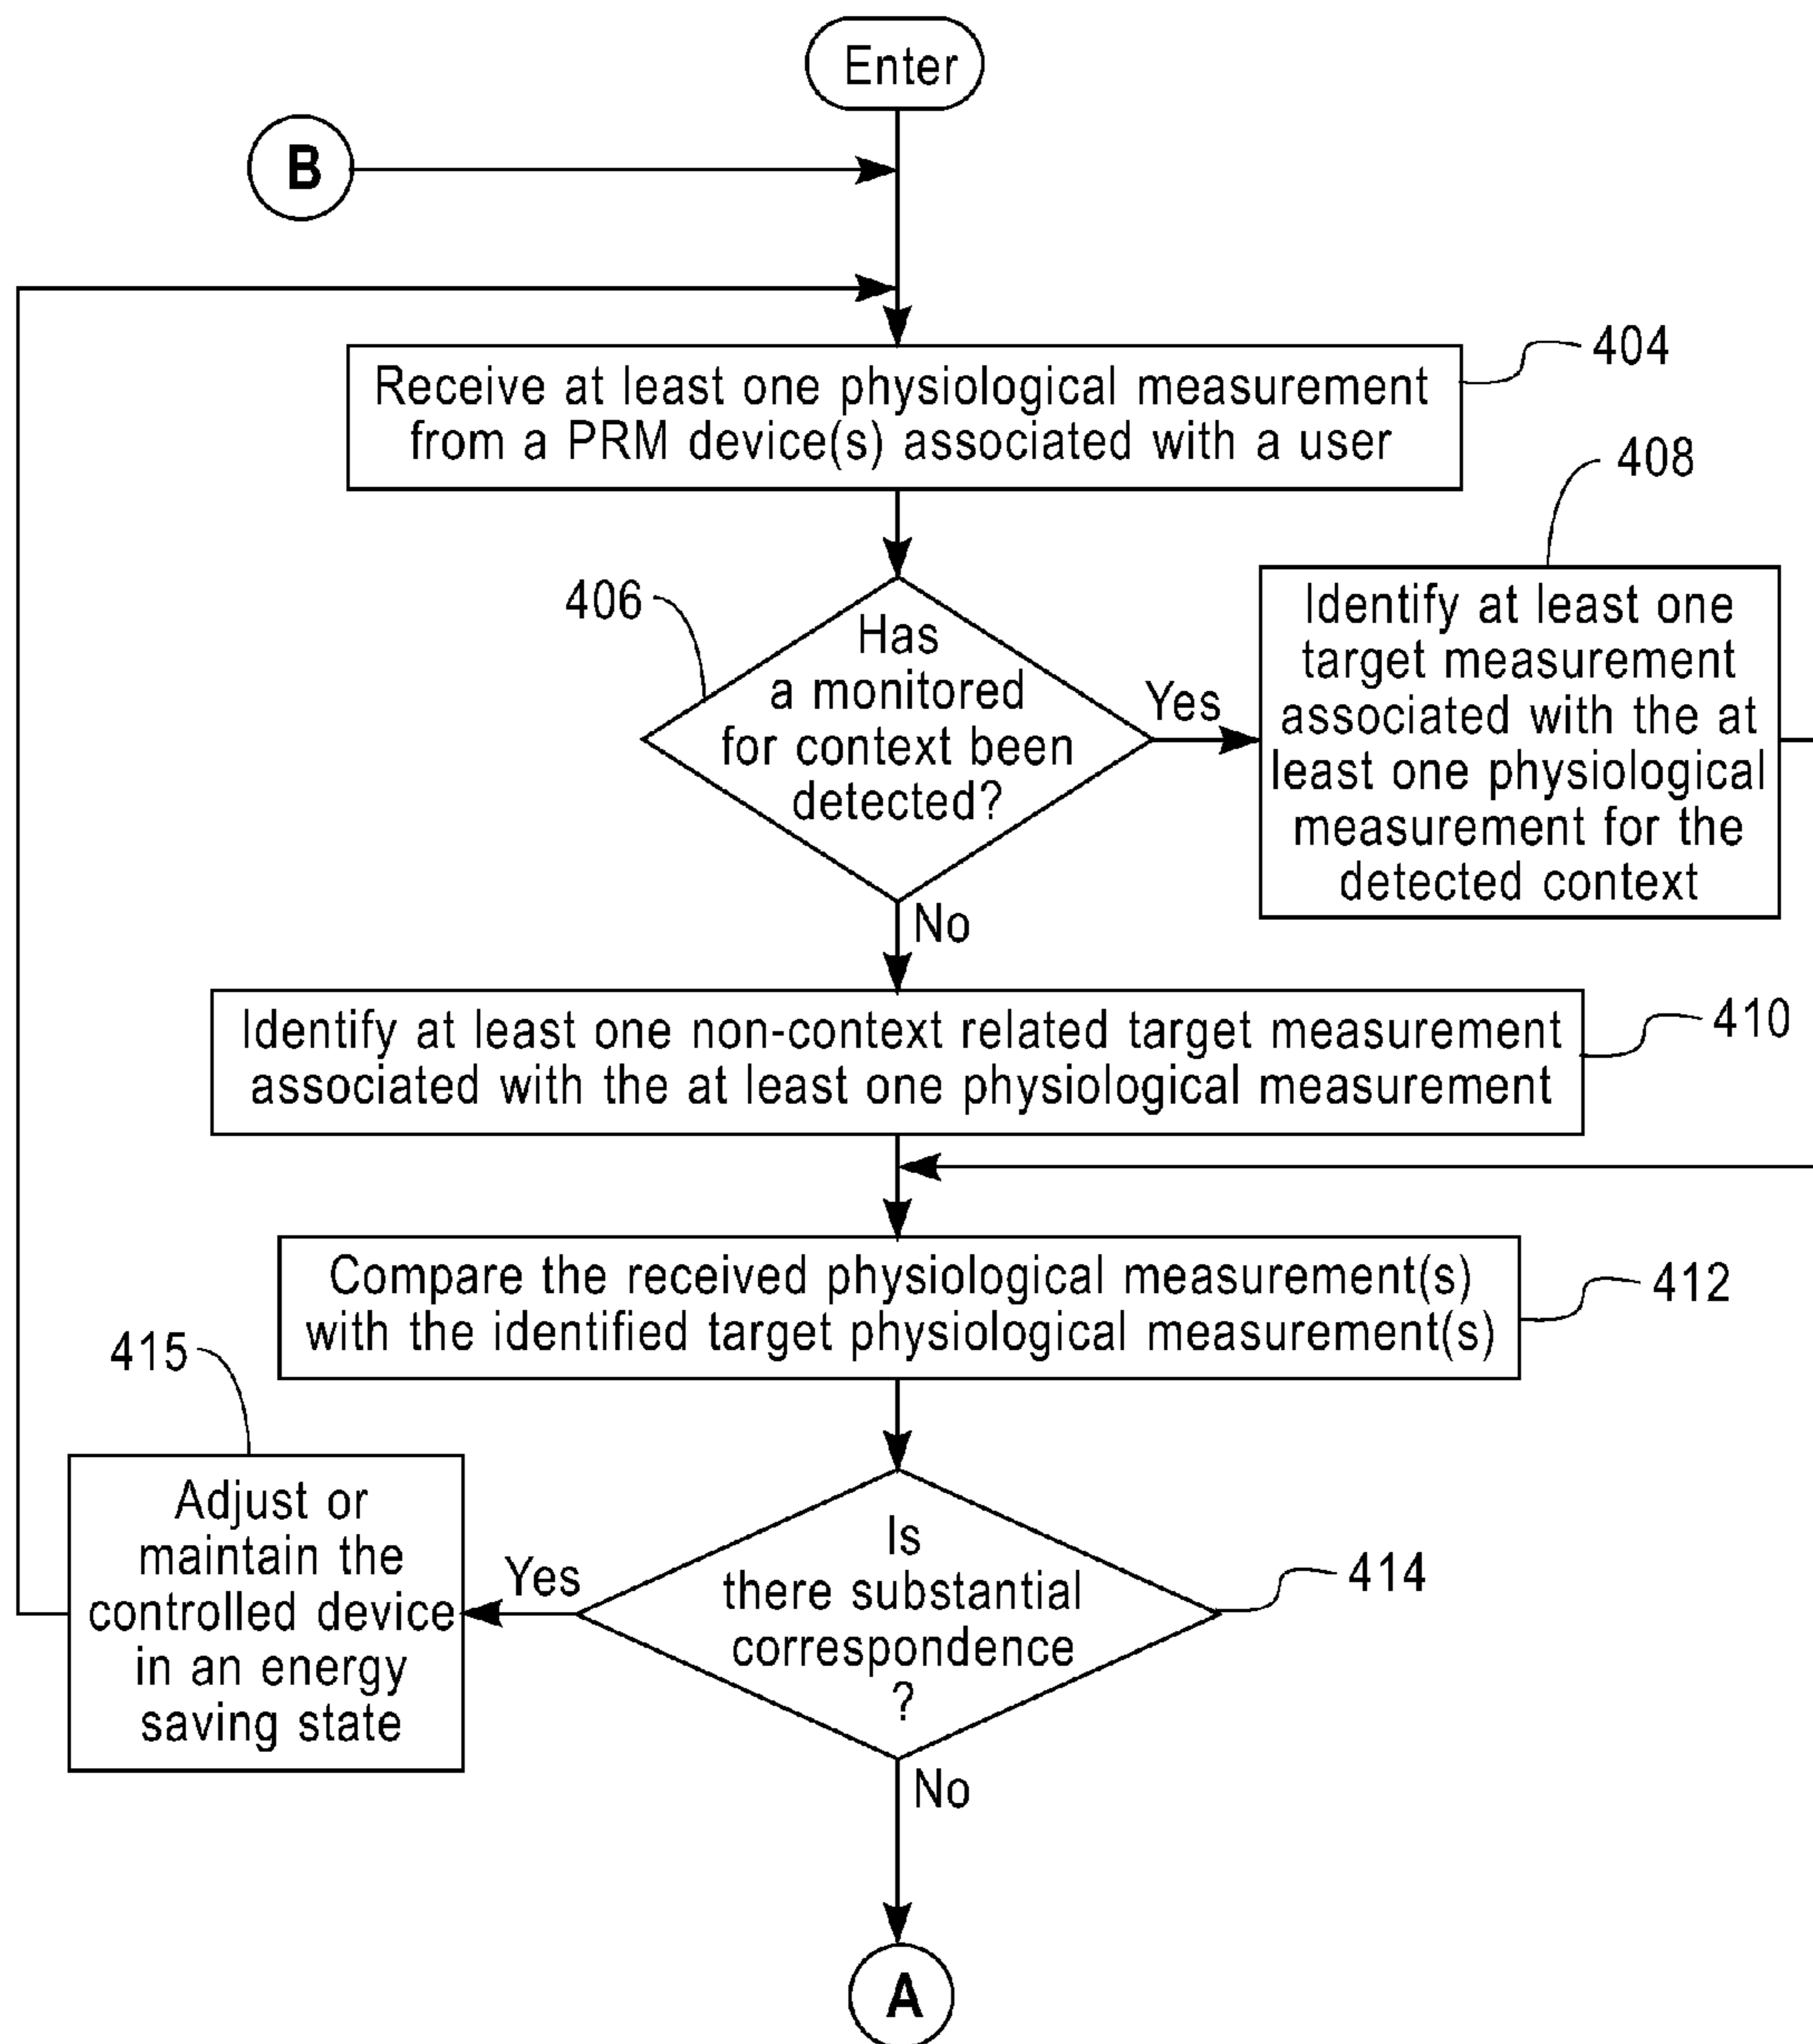 Enter
B
Receive at least one physiological measurement
from a PRM device(s) associated with a user
404
408
406
Has
a monitored
for context been
detected?
Yes
Identify at least one
target measurement
associated with the at
least one physiological
measurement for the
detected context
No
Identify at least one non-context related target measurement
associated with the at least one physiological measurement
410
Compare the received physiological measurement(s)
with the identified target physiological measurement(s)
412
415
Adjust or
maintain the
controlled device
in an energy
saving state
Yes
Is
there substantial
correspondence
?
414
No
A